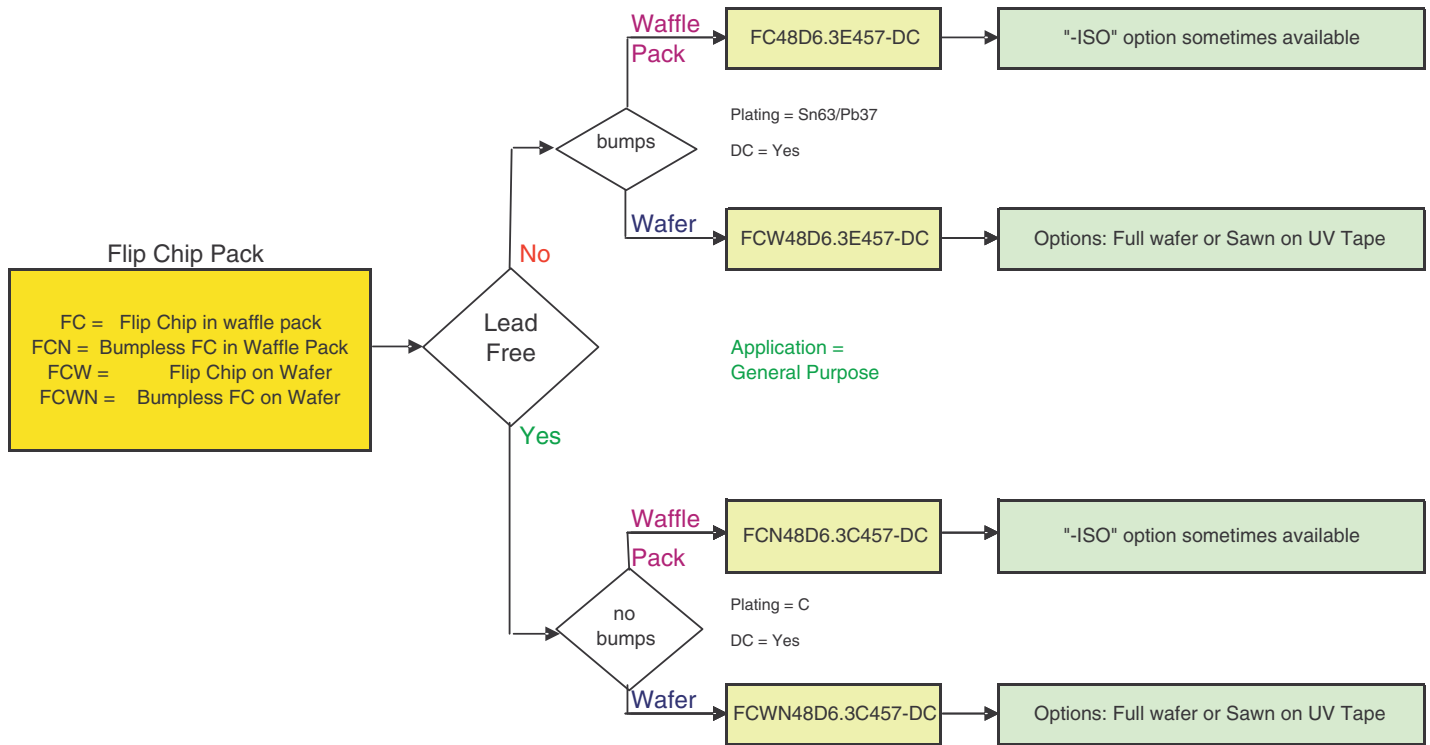 Waffle
Pack
FC48D6.3E457-DC
"-ISO" option sometimes available
Plating = Sn63/Pb37
bumps
DC = Yes
Wafer
FCW48D6.3E457-DC
Options: Full wafer or Sawn on UV Tape
Flip Chip Pack
No
FC = Flip Chip in waffle pack
FCN = Bumpless FC in Waffle Pack
FCW = Flip Chip on Wafer
FCWN = Bumpless FC on Wafer
Lead
Free
Application =
General Purpose
Yes
Waffle
Pack
FCN48D6.3C457-DC
"-ISO" option sometimes available
Plating = C
no
bumps
DC = Yes
Wafer
FCWN48D6.3C457-DC
Options: Full wafer or Sawn on UV Tape